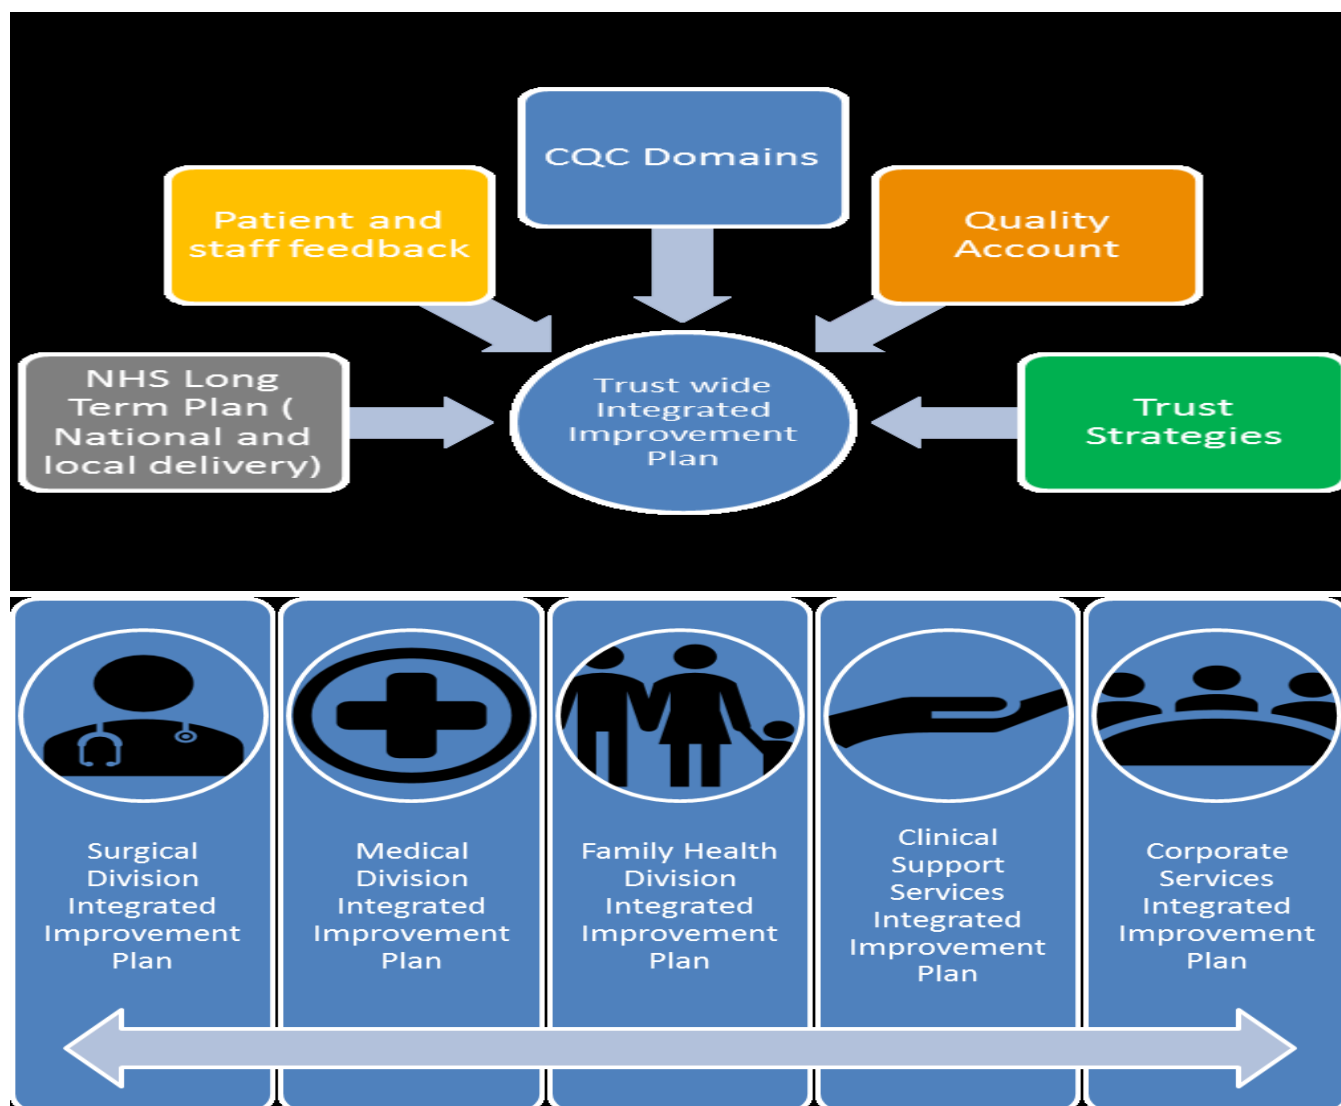 CQC Domains
Patient and
staff feedback
Quality
Account
NHS Long
Term Plan (
National and
local delivery)
Trust wide
Integrated
Improvement
Plan
Trust
Strategies
Surgical
Division
Integrated
Improvement
Plan
Medical
Division
Integrated
Improvement
Plan
Family Health
Division
Integrated
Improvement
Plan
Clinical
Support
Services
Integrated
Improvement
Plan
Corporate
Services
Integrated
Improvement
Plan